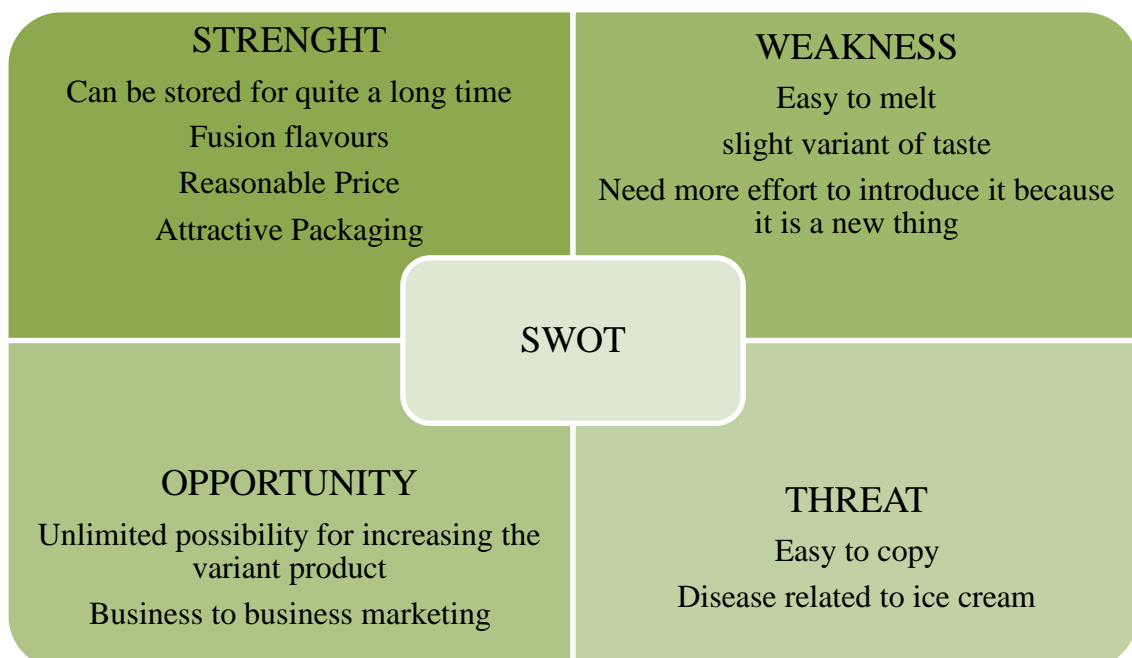 STRENGHT
Can be stored for quite a long time
Fusion flavours
Reasonable Price
Attractive Packaging
WEAKNESS
Easy to melt
slight variant of taste
Need more effort to introduce it because
it is a new thing
SWOT
OPPORTUNITY
Unlimited possibility for increasing the
variant product
Business to business marketing
THREAT
Easy to copy
Disease related to ice cream